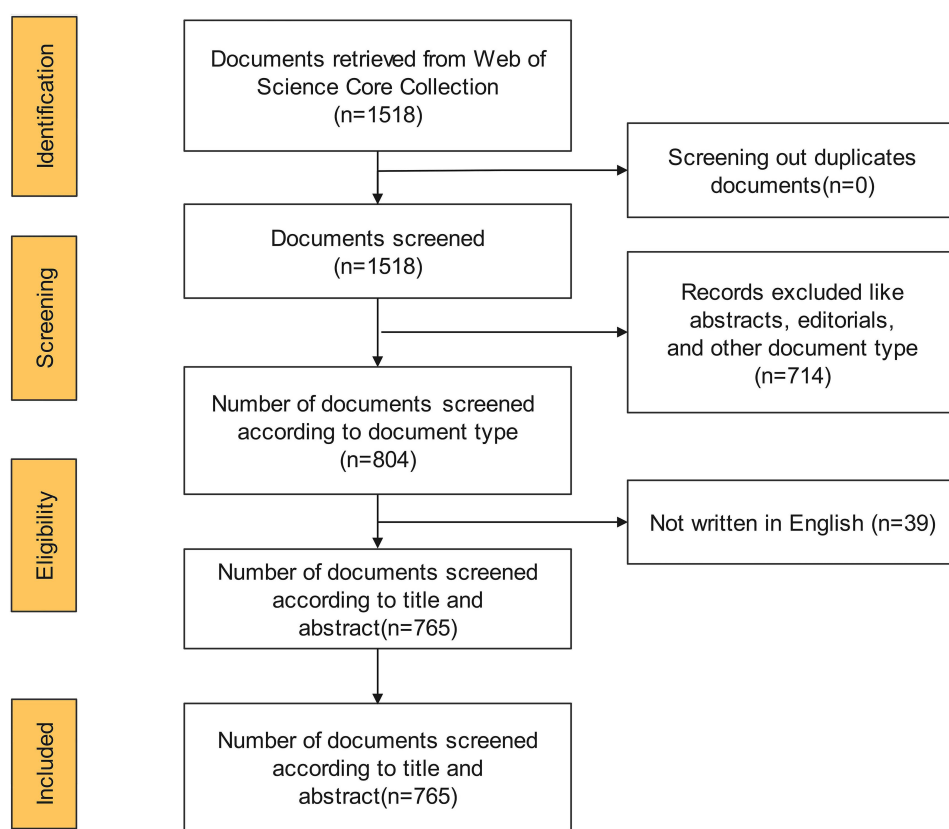 Identification
Documents retrieved from Web of
Science Core Collection
(n=1518)
Screening out duplicates
documents(n=0)
Screening
Documents screened
(n=1518)
Records excluded like
abstracts, editorials,
and other document type
(n=714)
Number of documents screened
according to document type
(n=804)
Eligibility
Not written in English (n=39)
Number of documents screened
according to title and
abstract(n=765)
Included
Number of documents screened
according to title and
abstract(n=765)